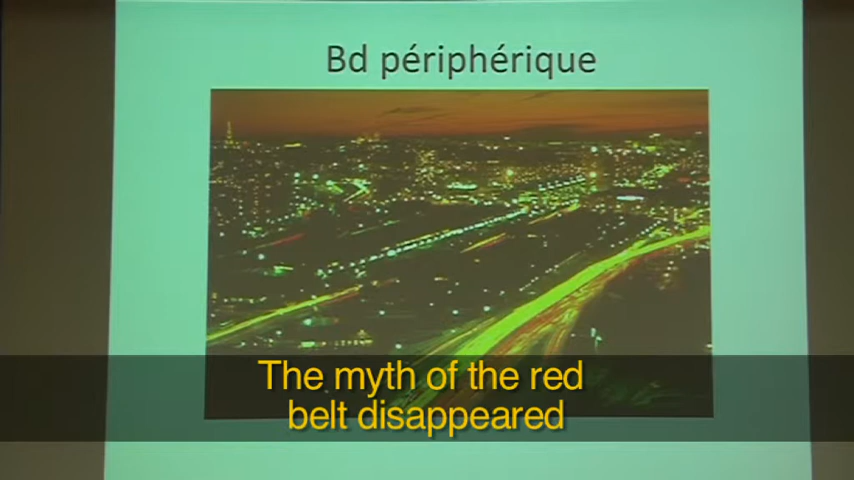 Bd périphérique
The myth of the red
belt disappeared